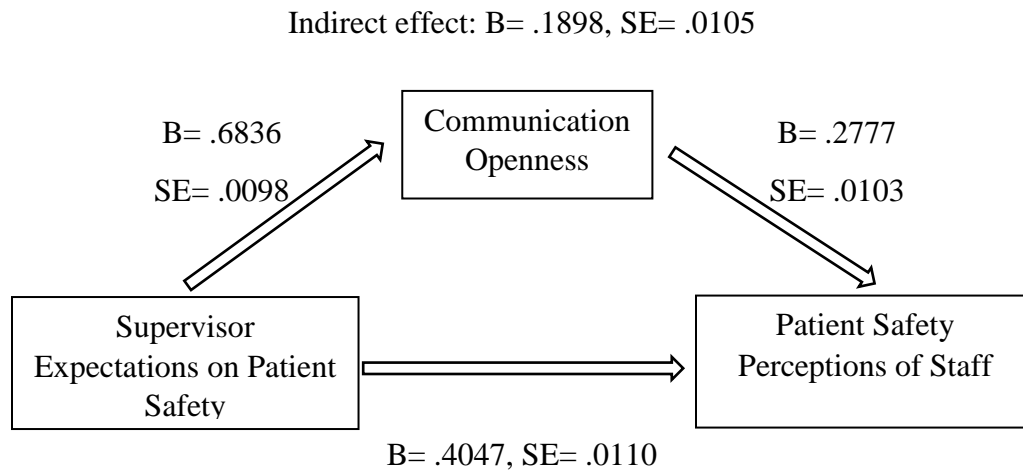 Indirect effect: B= .1898, SE= .0105
B= .6836
SE= .0098
Communication
Openness
B= .2777
SE= .0103
Supervisor
Expectations on Patient
Safety
Patient Safety
Perceptions of Staff
B= .4047, SE= .0110